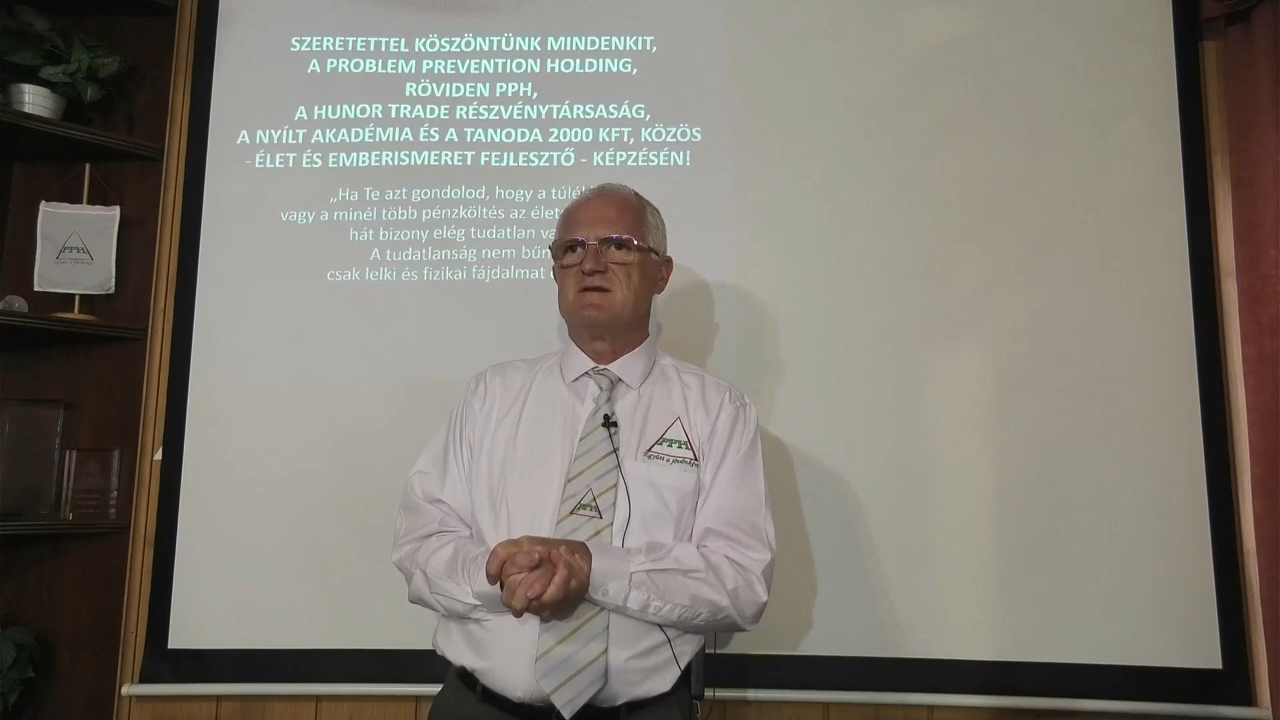 SZERETETTEL KÖSZÖNTÜNK MINDENKIT,
A PROBLEM PREVENTION HOLDING,
RÖVIDEN PPH,
A HUNOR TRADE RÉSZVÉNYTÁRSASÁG,
A NYÍLT AKADÉMIA ÉS A TANODA 2000 KFT, KÖZÖS
- ÉLET ÉS EMBERISMERET FEJLESZTŐ - KÉPZÉSÉN!
„Ha Te azt gondolod, hogy a
vagy a minél több pénzköltés az
hát bizony elég tudatlan
A tudatlanság nem
csak lelki és fizikai fájdalmat
PPH
PPH
Együtt a jövőnkért
PPH